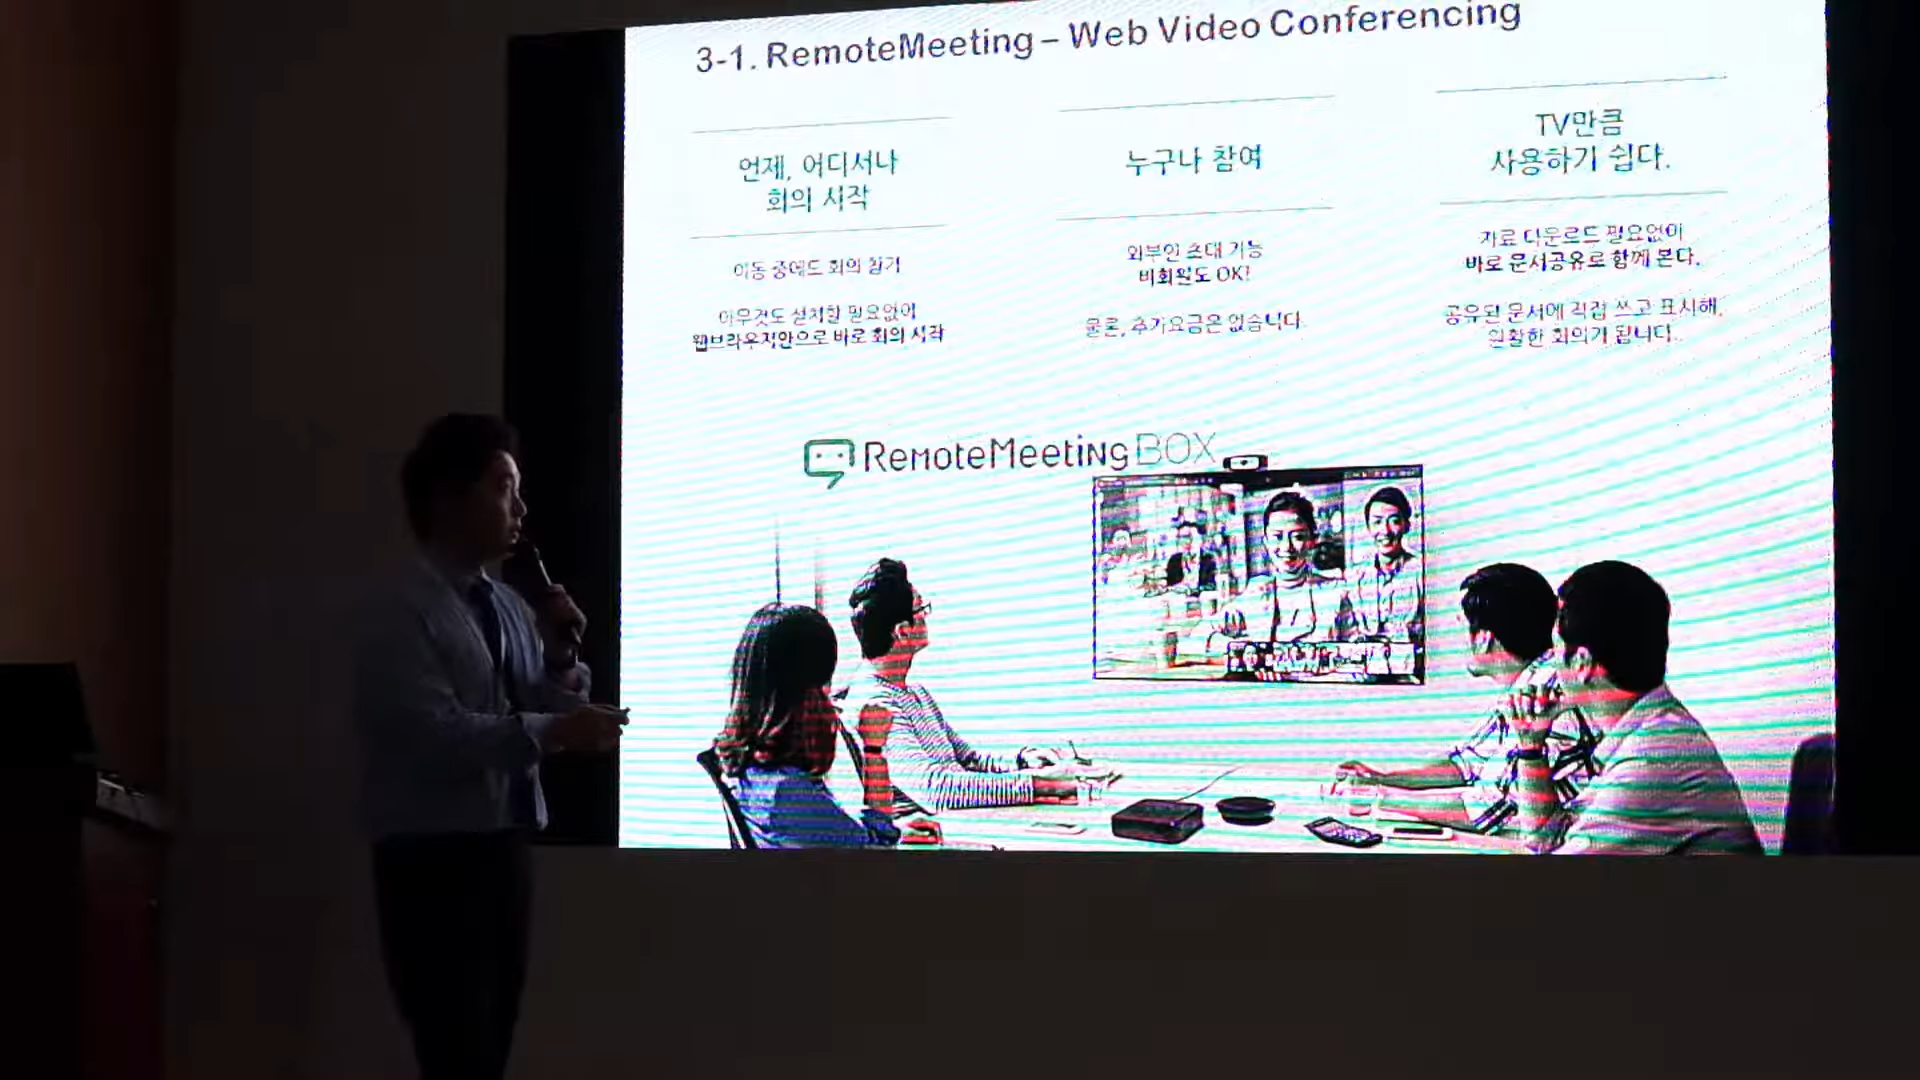 3-1. RemoteMeeting – Web Video Conferencing
언제, 어디서나
회의 시작
이동 중에도 회의 참가
아무것도 설치할 필요없이
웹브라우저만으로 바로 회의 시작
누구나 참여
외부인 초대 기능
비회원도 OK!
물론, 추가요금은 없습니다.
TV만큼
사용하기 쉽다.
자료 다운로드 필요없이
바로 문서공유로 함께 본다.
공유된 문서에 직접 쓰고 표시해,
원활한 회의가 됩니다.
RemoteMeeting BOX